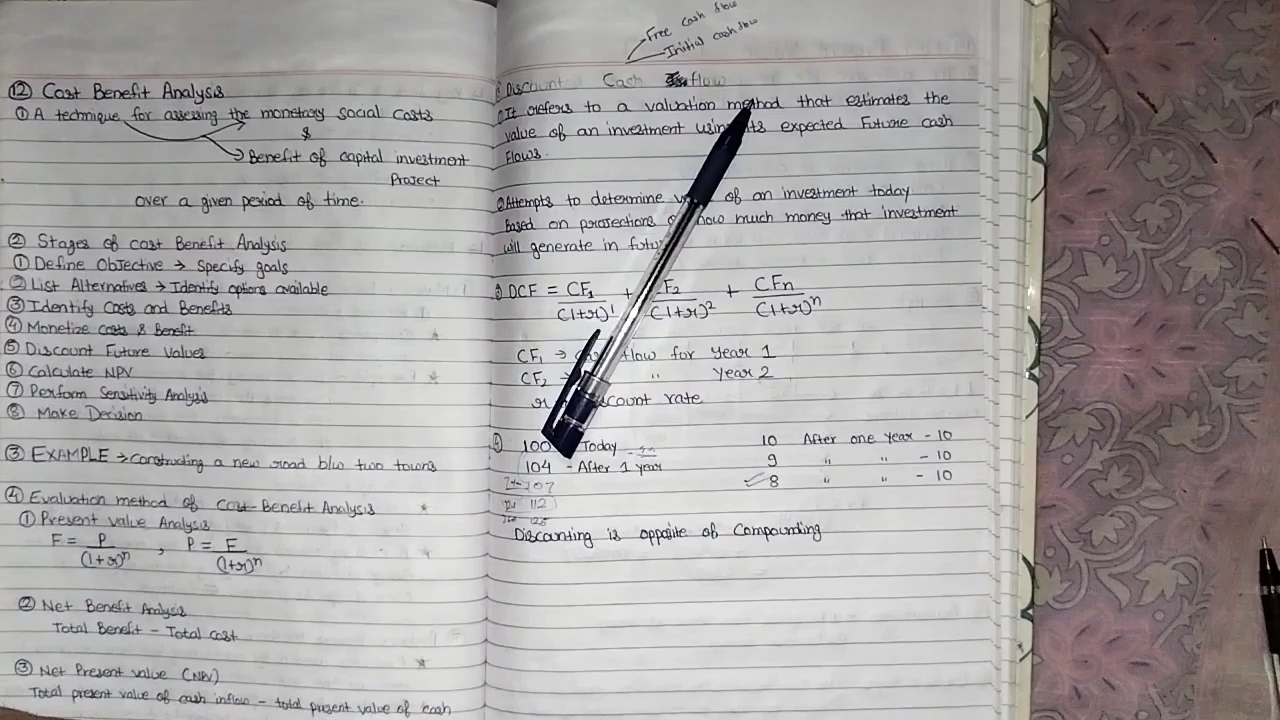 ⑫ Cost Benefit Analysis
① A technique for assessing the monetary social costs
&
Benefit of capital investment
Project
over a given period of time.
② Stages of cost Benefit Analysis
① Define Objective → Specify goals
② List Alternatives → Identify options available
③ Identify Costs and Benefits
④ Monetize costs & Benefit
⑤ Discount Future Values
⑥ Calculate NPV
⑦ Perform Sensitivity Analysis
⑧ Make Decision
③ EXAMPLE → Constructing a new road b/w two towns
④ Evaluation method of Cost Benefit Analysis
① Present value Analysis
F = P/(1+r)^n , P = F/(1+r)^n
② Net Benefit Analysis
Total Benefit - Total cost
③ Net Present value (NPV)
Total present value of cash inflow - total present value of cash
Free cash flow
Initial cash flow
Discount Cash flow
It refers to a valuation method that estimates the
value of an investment using its expected Future cash
Flows.
② Attempts to determine of an investment today
Based on projections how much money that investment
will generate in
③ DCF = CF₁/(1+r)^1 + F₂/(1+r)^2 + CFn/(1+r)^n
CF₁ → flow for year 1
CF₂ " year 2
r count rate
100 Today
104 - After 1 year
107
112
10 After one year - 10
9 " " - 10
8 " " - 10
Discounting is opposite of Compounding